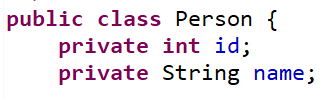 public class Person {
    private int id;
    private String name;